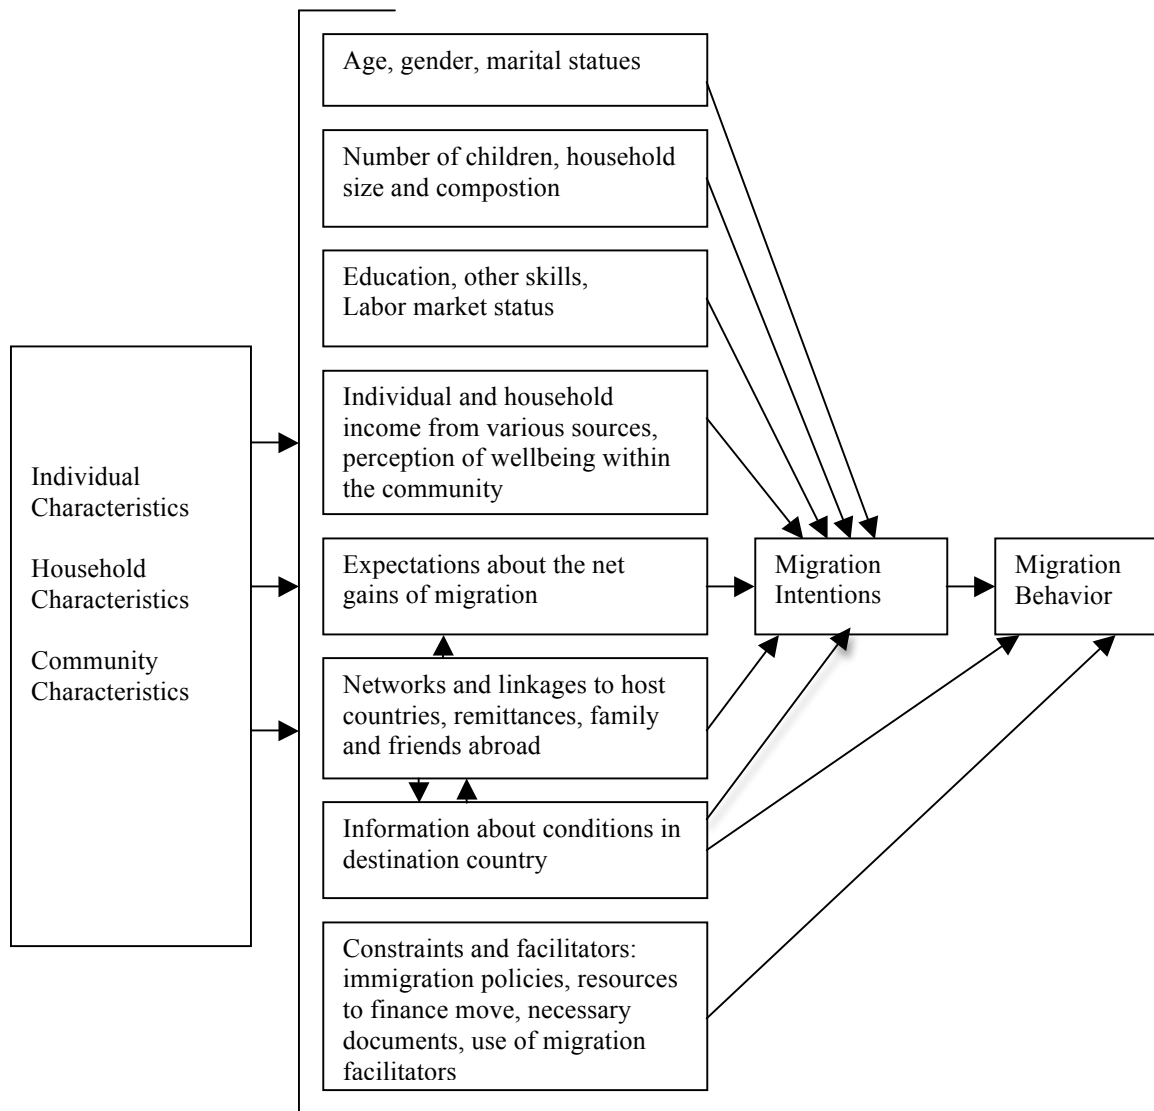 Individual
Characteristics
Household
Characteristics
Community
Characteristics
Age, gender, marital statues
Number of children, household
size and compostion
Education, other skills,
Labor market status
Individual and household
income from various sources,
perception of wellbeing within
the community
Expectations about the net
gains of migration
Networks and linkages to host
countries, remittances, family
and friends abroad
Information about conditions in
destination country
Constraints and facilitators:
immigration policies, resources
to finance move, necessary
documents, use of migration
facilitators
Migration
Intentions
Migration
Behavior